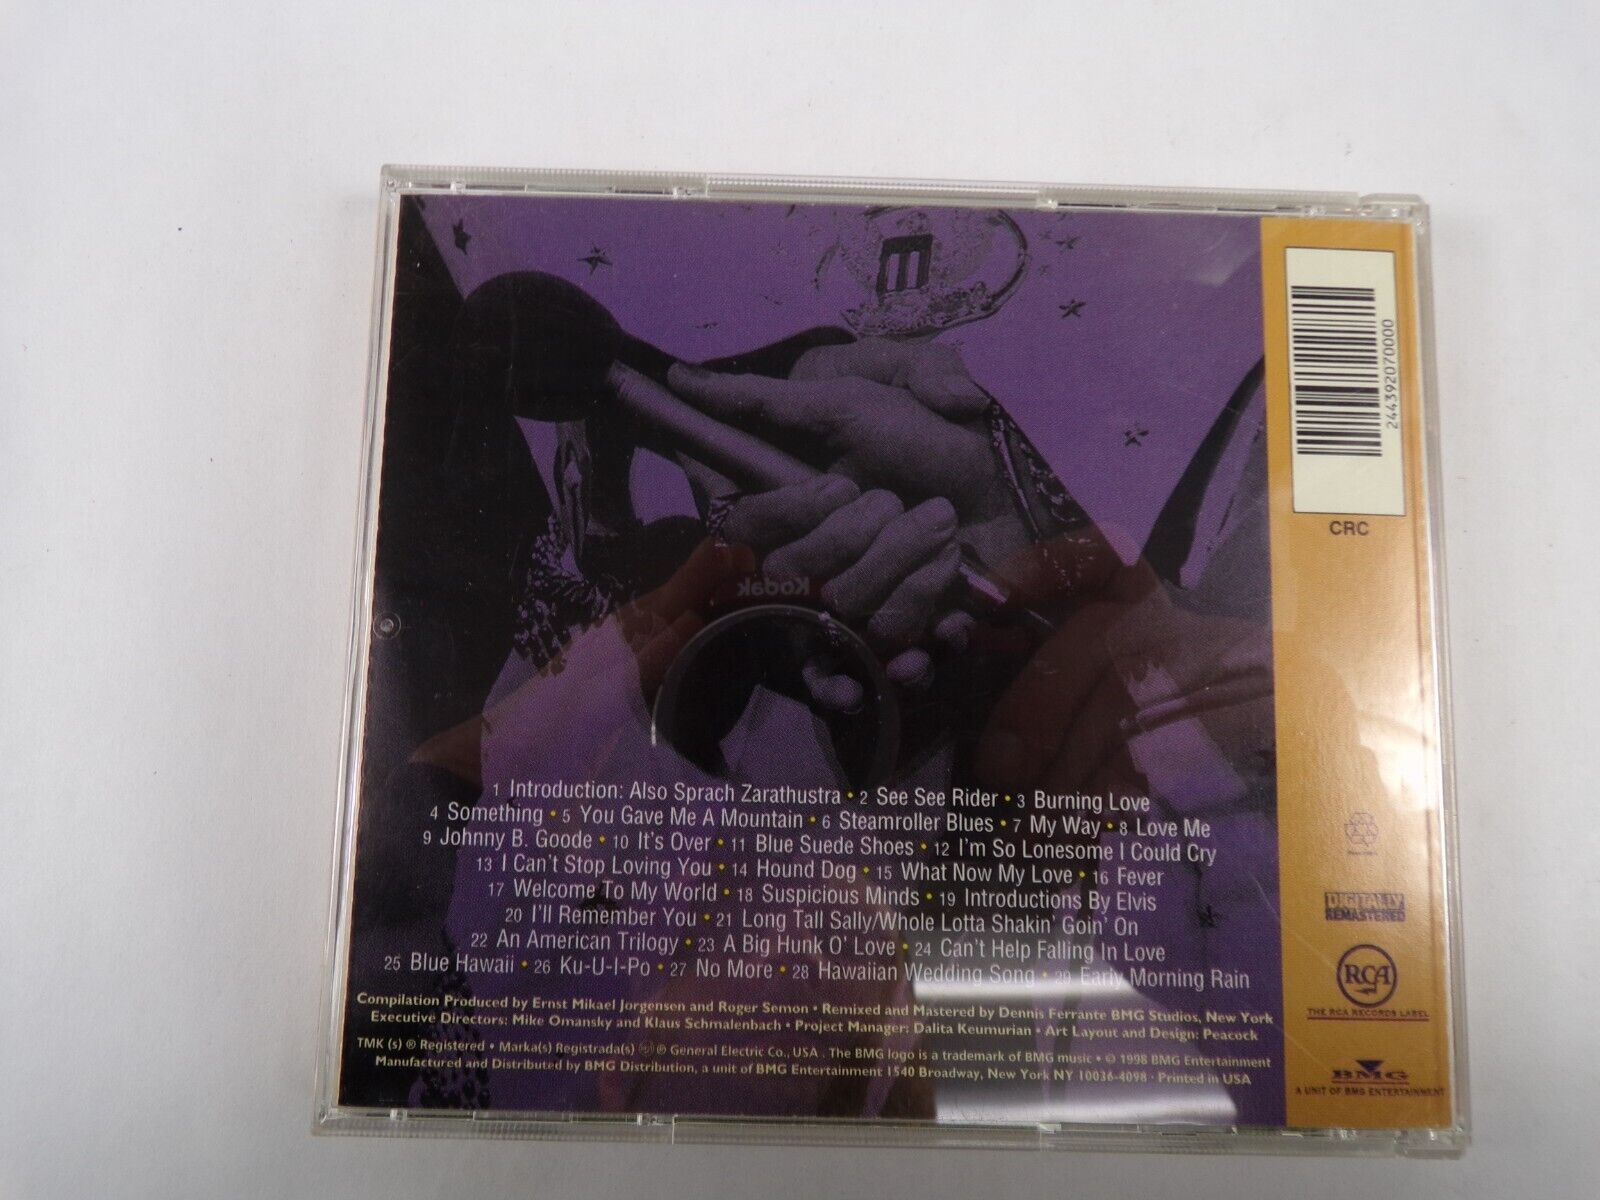 1 Introduction: Also Sprach Zarathustra • 2 See See Rider • 3 Burning Love
4 Something • 5 You Gave Me A Mountain • 6 Steamroller Blues • 7 My Way • 8 Love Me
9 Johnny B. Goode • 10 It's Over • 11 Blue Suede Shoes • 12 I'm So Lonesome I Could Cry
13 I Can't Stop Loving You • 14 Hound Dog • 15 What Now My Love • 16 Fever
17 Welcome To My World • 18 Suspicious Minds • 19 Introductions By Elvis
20 I'll Remember You • 21 Long Tall Sally/Whole Lotta Shakin' Goin' On
22 An American Trilogy • 23 A Big Hunk O' Love • 24 Can't Help Falling In Love
25 Blue Hawaii • 26 Ku-U-I-Po • 27 No More • 28 Hawaiian Wedding Song • 29 Early Morning Rain
Compilation Produced by Ernst Mikael Jorgensen and Roger Semon • Remixed and Mastered by Dennis Ferrante BMG Studios, New York
Executive Directors: Mike Omansky and Klaus Schmalenbach • Project Manager: Dalita Keumurian • Art Layout and Design: Peacock
TMK (s) ® Registered • Marka(s) Registrada(s) ® General Electric Co., USA . The BMG logo is a trademark of BMG music • © 1998 BMG Entertainment
Manufactured and Distributed by BMG Distribution, a unit of BMG Entertainment 1540 Broadway, New York NY 10036-4098 · Printed in USA
Kodak
244392070000
CRC
DIGITALLY
REMASTERED
RCA
THE RCA RECORDS LABEL
BMG
A UNIT OF BMG ENTERTAINMENT